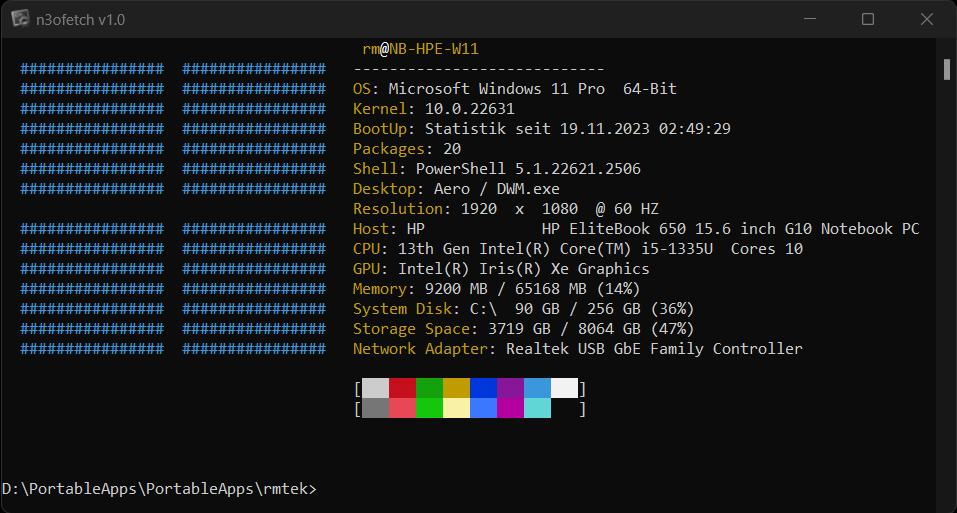 n3ofetch v1.0
rm@NB-HPE-W11
################  ################  ----------------------------
################  ################  OS: Microsoft Windows 11 Pro  64-Bit
################  ################  Kernel: 10.0.22631
################  ################  BootUp: Statistik seit 19.11.2023 02:49:29
################  ################  Packages: 20
################  ################  Shell: PowerShell 5.1.22621.2506
################  ################  Desktop: Aero / DWM.exe
Resolution: 1920  x  1080  @ 60 HZ
################  ################  Host: HP             HP EliteBook 650 15.6 inch G10 Notebook PC
################  ################  CPU: 13th Gen Intel(R) Core(TM) i5-1335U  Cores 10
################  ################  GPU: Intel(R) Iris(R) Xe Graphics
################  ################  Memory: 9200 MB / 65168 MB (14%)
################  ################  System Disk: C:\  90 GB / 256 GB (36%)
################  ################  Storage Space: 3719 GB / 8064 GB (47%)
################  ################  Network Adapter: Realtek USB GbE Family Controller
[                        ]
[                        ]
D:\PortableApps\PortableApps\rmtek>